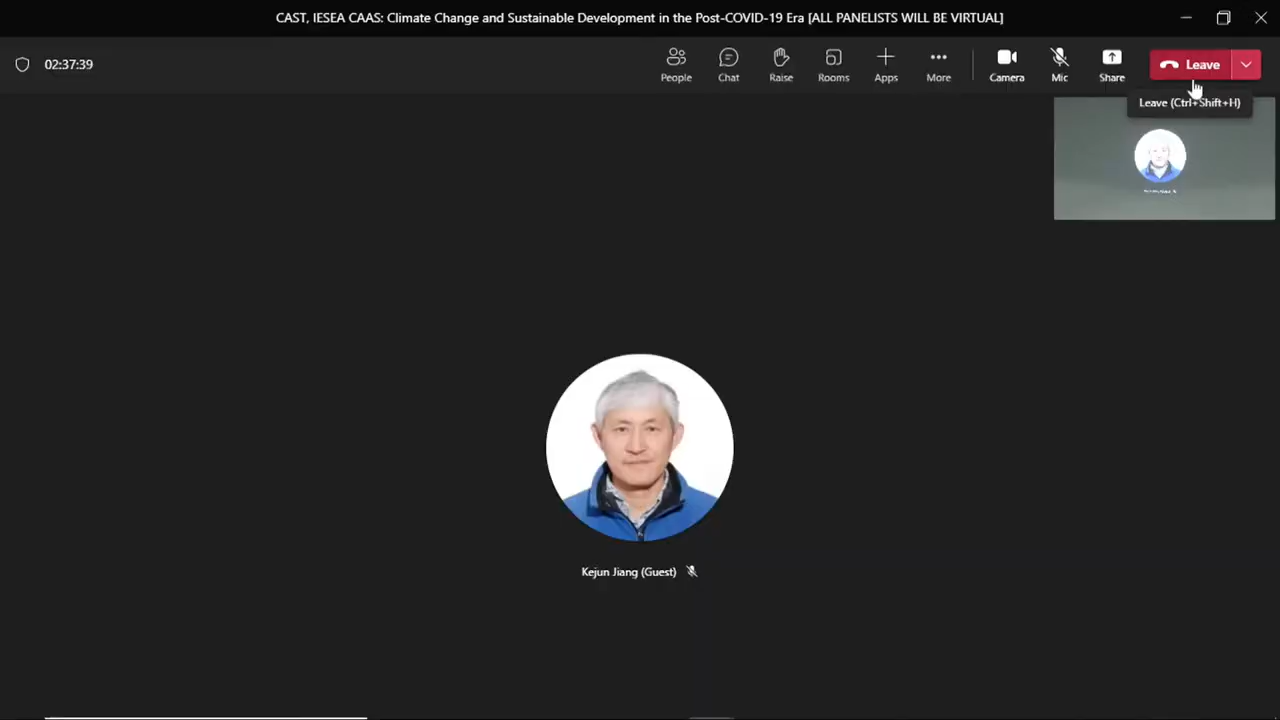 CAST, IESEA CAAS: Climate Change and Sustainable Development in the Post-COVID-19 Era [ALL PANELISTS WILL BE VIRTUAL]
02:37:39
People
Chat
Raise
Rooms
Apps
More
Camera
Mic
Share
Leave
Leave (Ctrl+Shift+H)
Kejun Jiang (Guest)